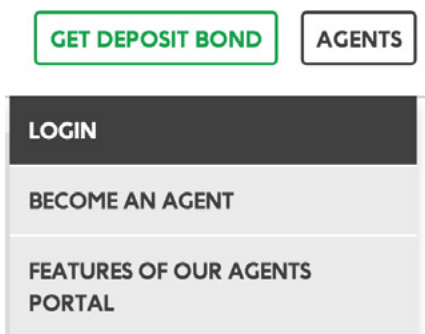 GET DEPOSIT BOND
AGENTS
LOGIN
BECOME AN AGENT
FEATURES OF OUR AGENTS
PORTAL